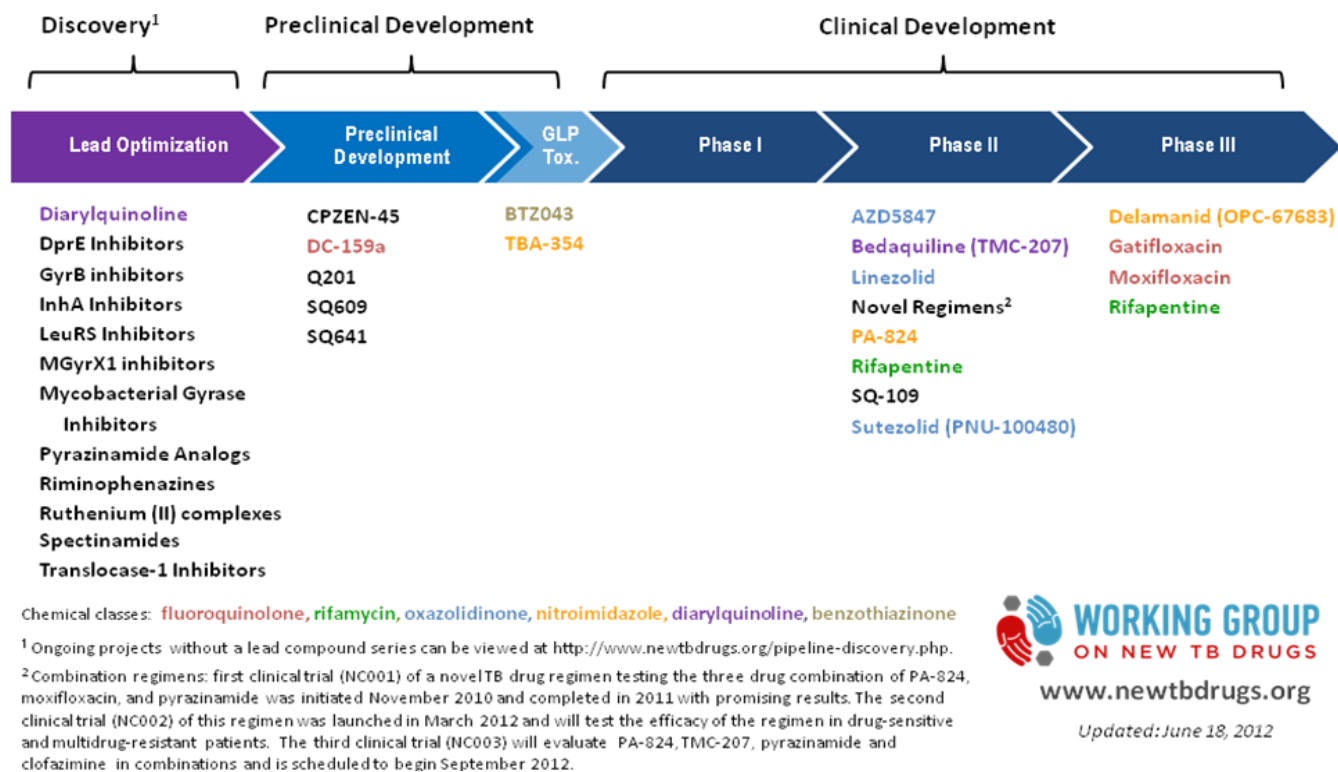 Discovery1
Preclinical Development
Clinical Development
Lead Optimization
Preclinical
Development
GLP
Tox.
Phase I
Phase II
Phase III
Diarylquinoline
DprE Inhibitors
GyrB inhibitors
InhA Inhibitors
LeuRS Inhibitors
MGyrX1 inhibitors
Mycobacterial Gyrase
Inhibitors
Pyrazinamide Analogs
Riminophenazines
Ruthenium (II) complexes
Spectinamides
Translocase-1 Inhibitors
CPZEN-45
DC-159a
Q201
SQ609
SQ641
BTZ043
TBA-354
AZD5847
Bedaquiline (TMC-207)
Linezolid
Novel Regimens2
PA-824
Rifapentine
SQ-109
Sutezolid (PNU-100480)
Delamanid (OPC-67683)
Gatifloxacin
Moxifloxacin
Rifapentine
Chemical classes: fluoroquinolone, rifamycin, oxazolidinone, nitroimidazole, diarylquinoline, benzothiazinone
1 Ongoing projects without a lead compound series can be viewed at http://www.newtbdrugs.org/pipeline-discovery.php.
2 Combination regimens: first clinical trial (NC001) of a novel TB drug regimen testing the three drug combination of PA-824,
moxifloxacin, and pyrazinamide was initiated November 2010 and completed in 2011 with promising results. The second
clinical trial (NC002) of this regimen was launched in March 2012 and will test the efficacy of the regimen in drug-sensitive
and multidrug-resistant patients. The third clinical trial (NC003) will evaluate PA-824, TMC-207, pyrazinamide and
clofazimine in combinations and is scheduled to begin September 2012.
WORKING GROUP
ON NEW TB DRUGS
www.newtbdrugs.org
Updated: June 18, 2012